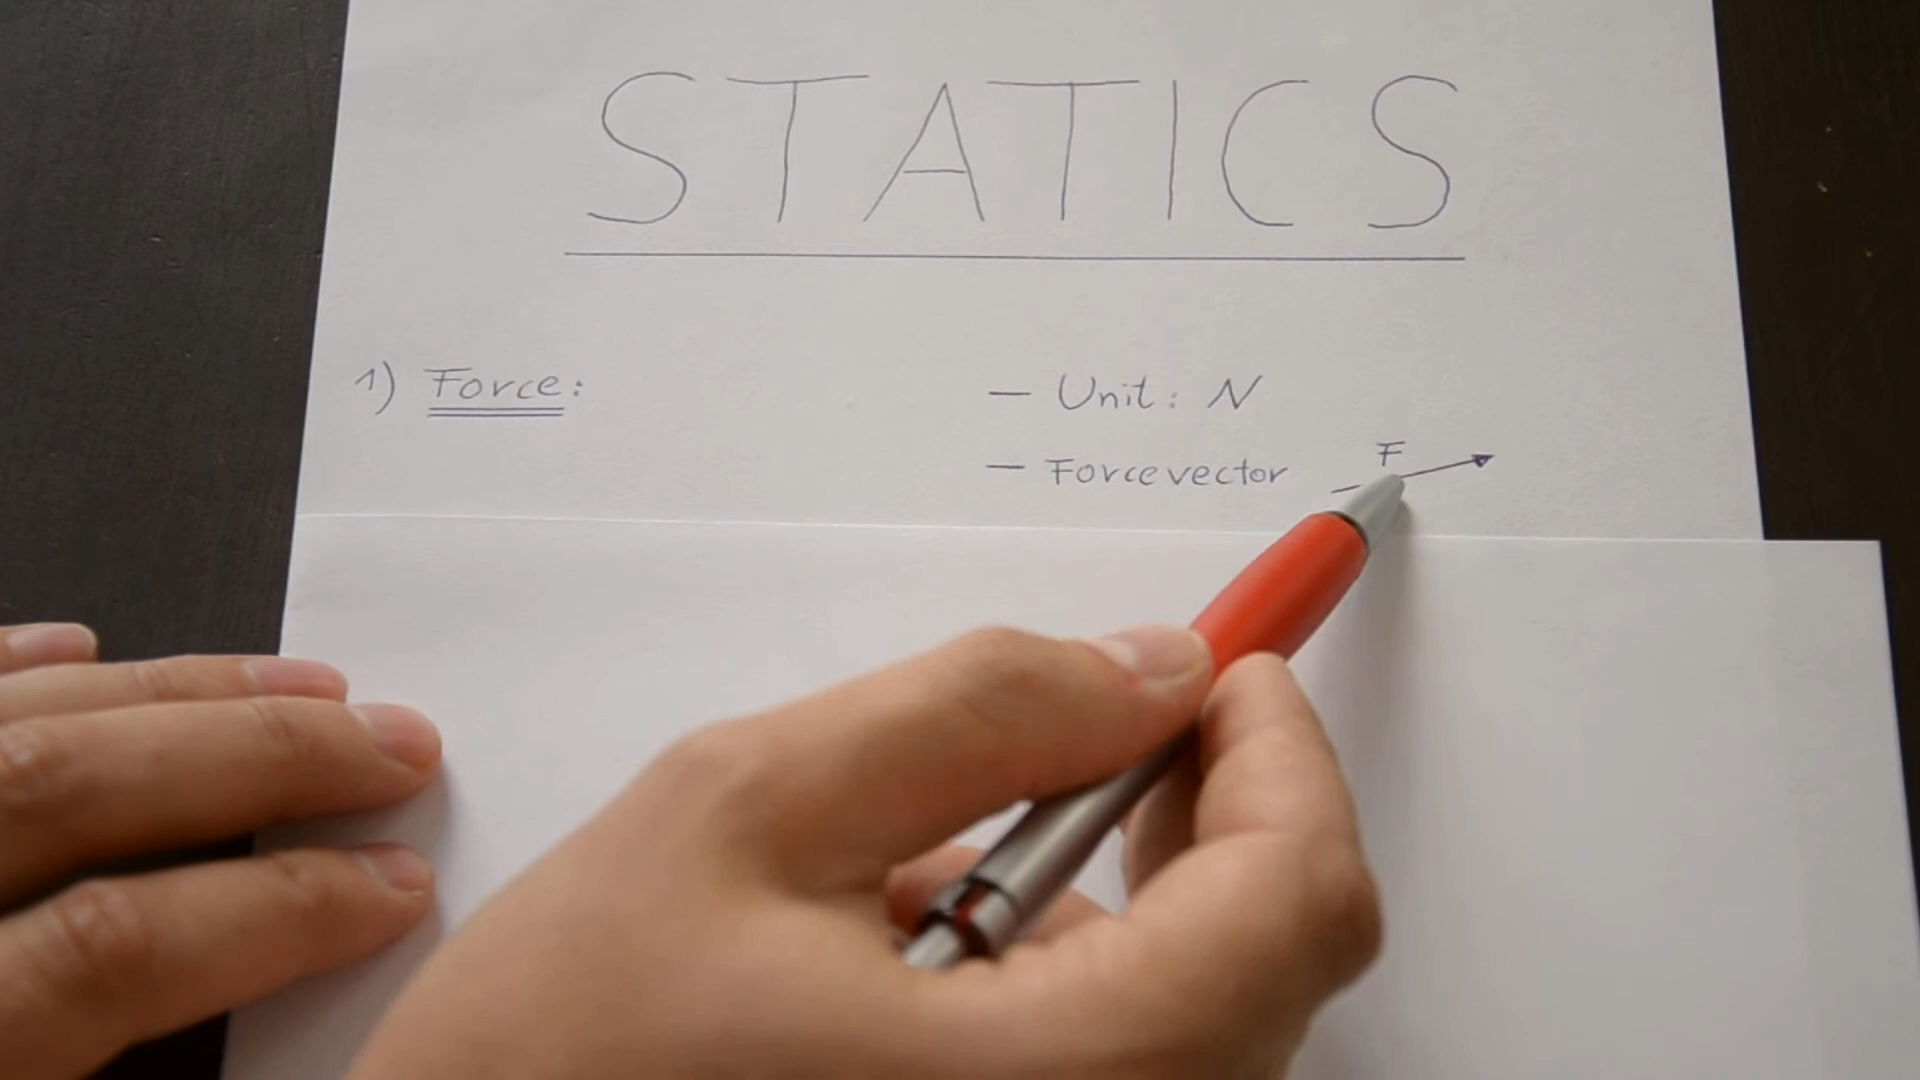 STATICS
1) Force: – Unit: N
– Forcevector F